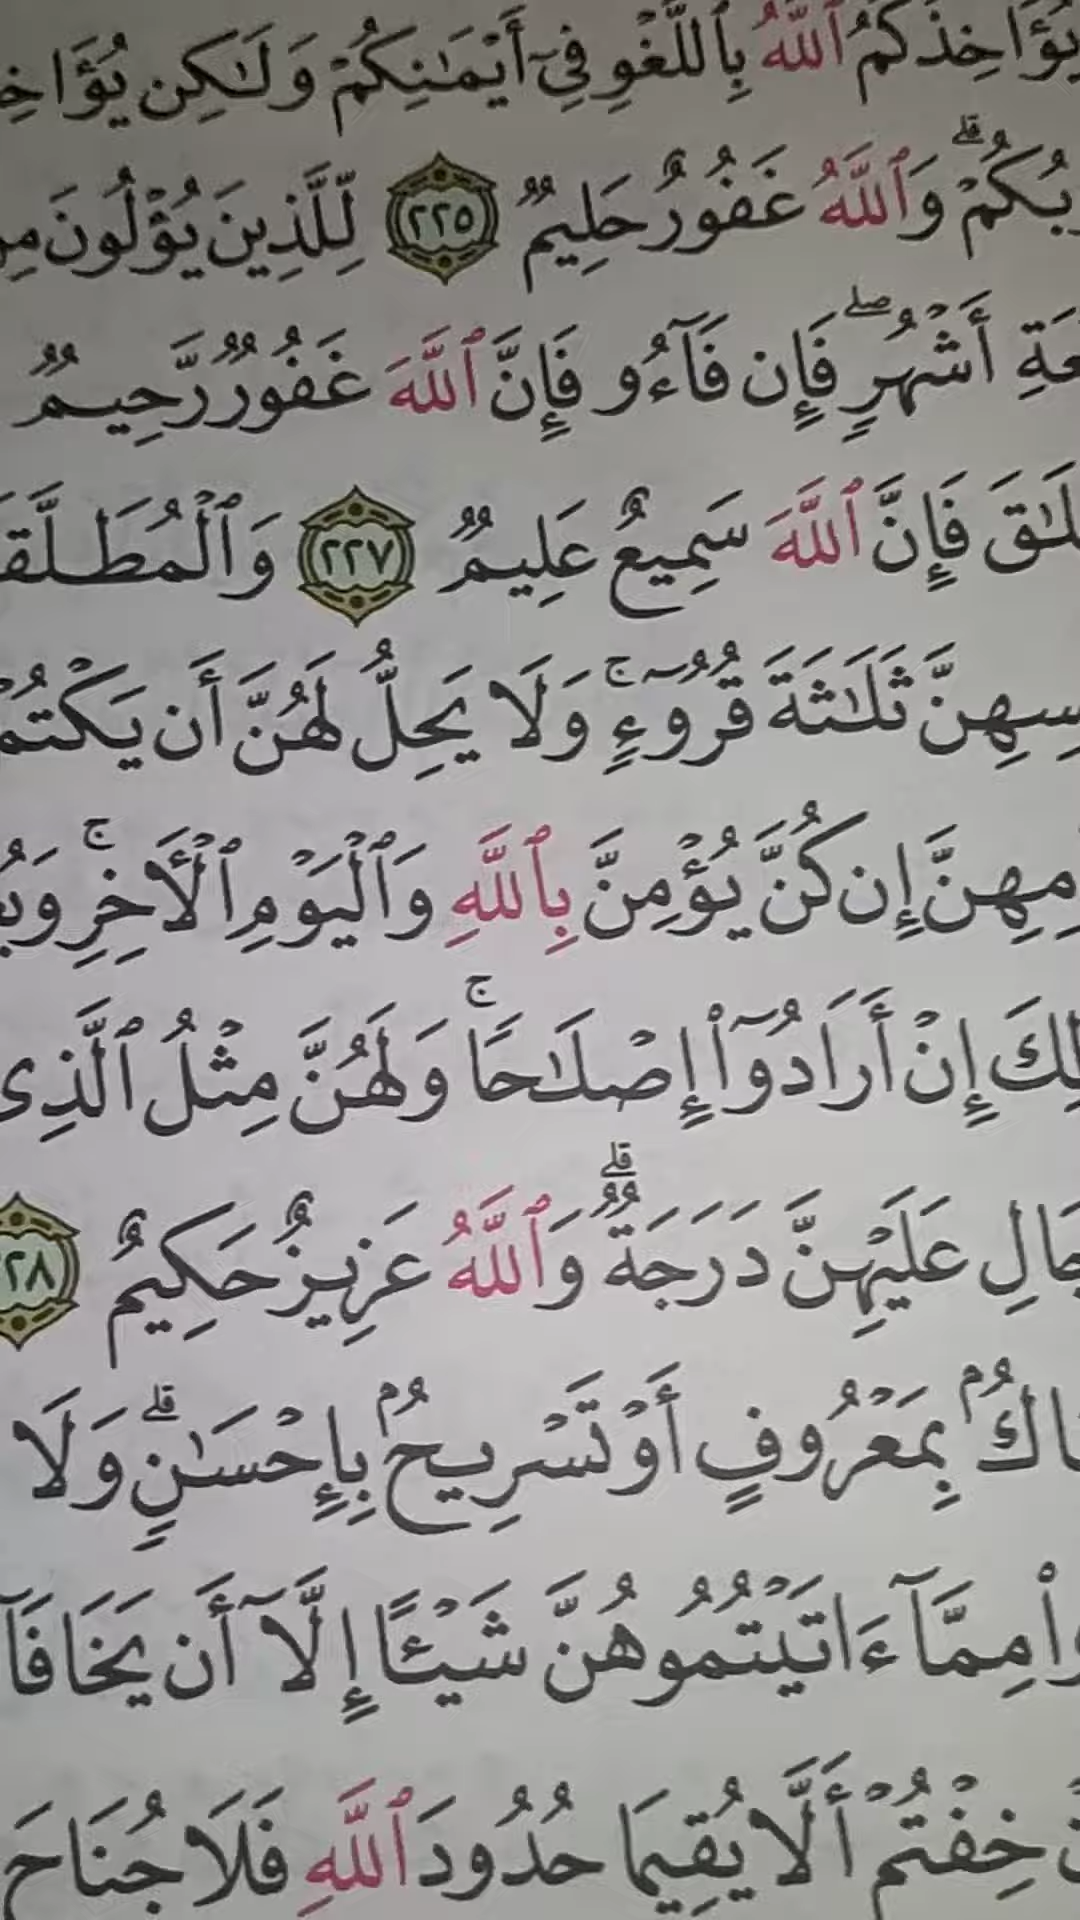 يُؤَاخِذُكُمُ ٱللَّهُ بِٱللَّغۡوِ فِيٓ أَيۡمَٰنِكُمۡ وَلَٰكِن يُؤَاخِ
بُكُمۡۗ وَٱللَّهُ غَفُورٌ حَلِيمٞ ٢٢٥ لِّلَّذِينَ يُؤۡلُونَ مِن
عَةِ أَشۡهُرٖۖ فَإِن فَآءُو فَإِنَّ ٱللَّهَ غَفُورٞ رَّحِيمٞ
لَٰقَ فَإِنَّ ٱللَّهَ سَمِيعٌ عَلِيمٞ ٢٢٧ وَٱلۡمُطَلَّقَ
سِهِنَّ ثَلَٰثَةَ قُرُوٓءٖۚ وَلَا يَحِلُّ لَهُنَّ أَن يَكۡتُمۡ
مِهِنَّ إِن كُنَّ يُؤۡمِنَّ بِٱللَّهِ وَٱلۡيَوۡمِ ٱلۡأٓخِرِۚ وَبُ
لِكَ إِنۡ أَرَادُوٓاْ إِصۡلَٰحٗاۚ وَلَهُنَّ مِثۡلُ ٱلَّذِي
جَالِ عَلَيۡهِنَّ دَرَجَةٞۗ وَٱللَّهُ عَزِيزٌ حَكِيمٌ ٢٢٨
سَاكُۢ بِمَعۡرُوفٍ أَوۡ تَسۡرِيحُۢ بِإِحۡسَٰنٖۗ وَلَا
واْ مِمَّآ ءَاتَيۡتُمُوهُنَّ شَيۡـًٔا إِلَّآ أَن يَخَافَآ
خِفۡتُمۡ أَلَّا يُقِيمَا حُدُودَ ٱللَّهِ فَلَا جُنَاحَ